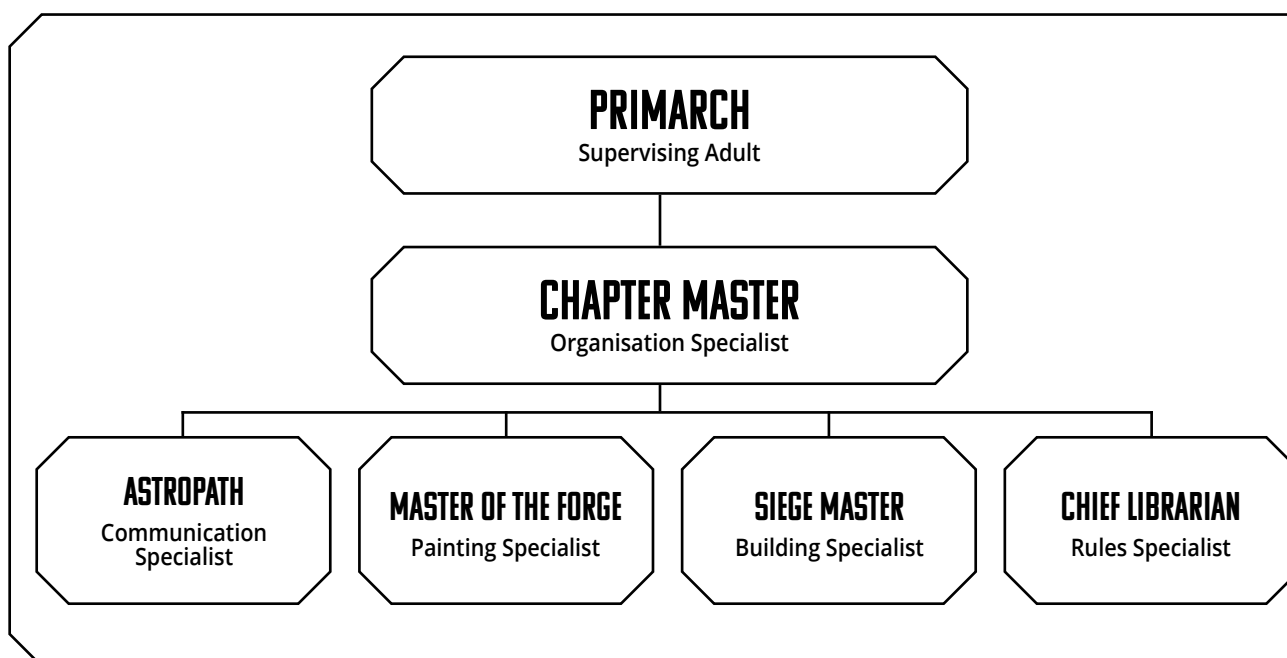 PRIMARCH
Supervising Adult
CHAPTER MASTER
Organisation Specialist
ASTROPATH
Communication
Specialist
MASTER OF THE FORGE
Painting Specialist
SIEGE MASTER
Building Specialist
CHIEF LIBRARIAN
Rules Specialist